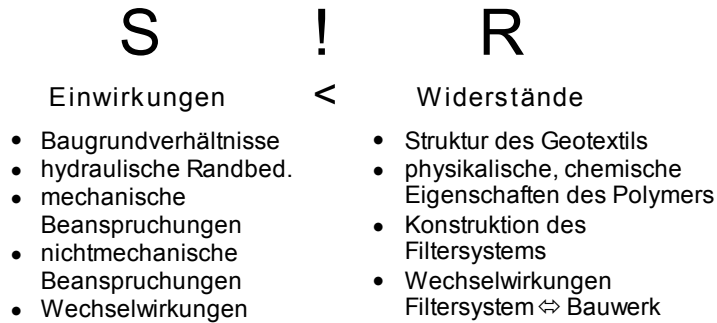 S ! R
Einwirkungen < Widerstände
• Baugrundverhältnisse
• hydraulische Randbed.
• mechanische
Beanspruchungen
• nichtmechanische
Beanspruchungen
• Wechselwirkungen
• Struktur des Geotextils
• physikalische, chemische
Eigenschaften des Polymers
• Konstruktion des
Filtersystems
• Wechselwirkungen
Filtersystem ⇔ Bauwerk